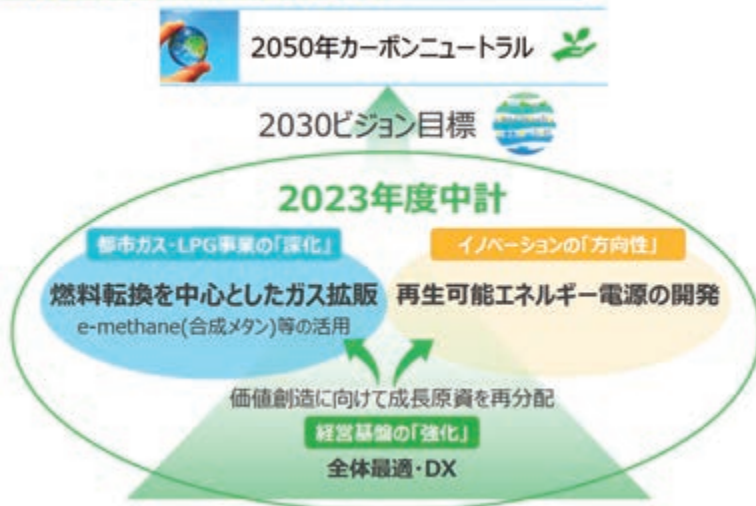 2050年カーボンニュートラル
2030ビジョン目標
2023年度中計
都市ガス・LPG事業の「深化」
イノベーションの「方向性」
燃料転換を中心としたガス拡販
再生可能エネルギー電源の開発
e-methane(合成メタン)等の活用
価値創造に向けて成長原資を再分配
経営基盤の「強化」
全体最適・DX